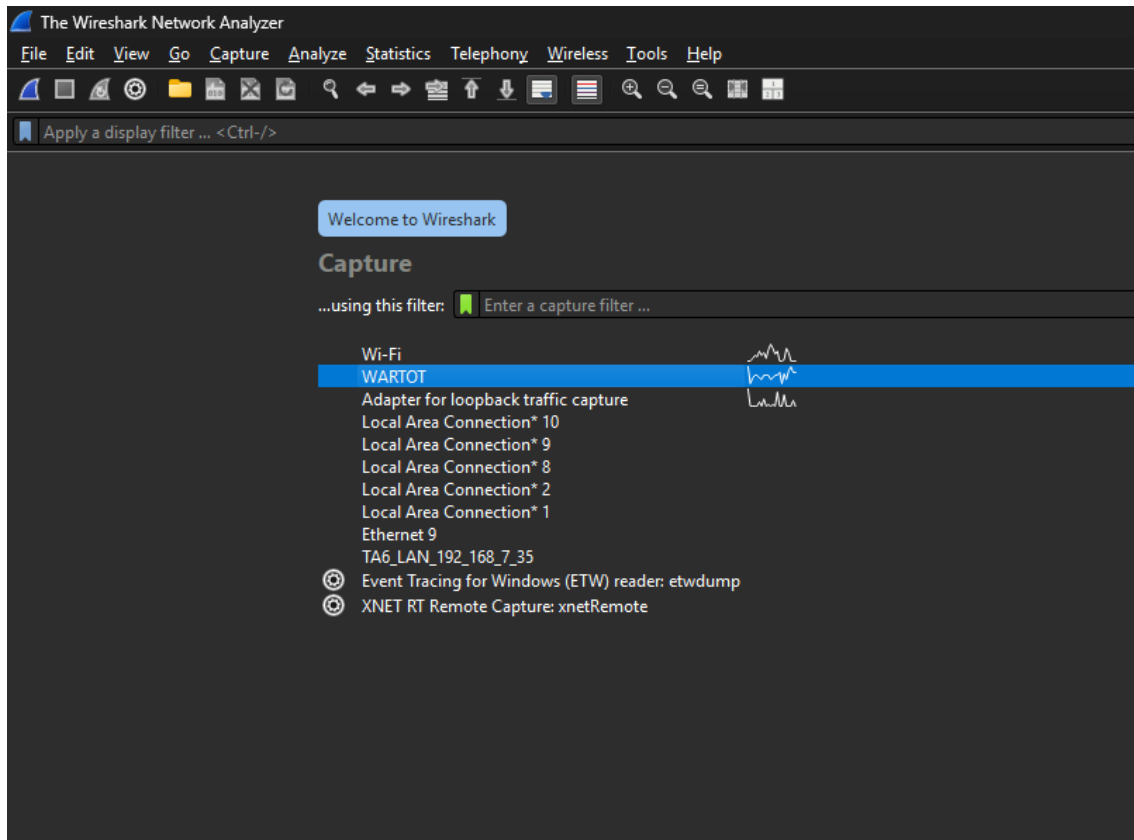 The Wireshark Network Analyzer
File Edit View Go Capture Analyze Statistics Telephony Wireless Tools Help
Apply a display filter ... <Ctrl-/>
Welcome to Wireshark
Capture
...using this filter: Enter a capture filter ...
Wi-Fi
WARTOT
Adapter for loopback traffic capture
Local Area Connection* 10
Local Area Connection* 9
Local Area Connection* 8
Local Area Connection* 2
Local Area Connection* 1
Ethernet 9
TA6_LAN_192_168_7_35
Event Tracing for Windows (ETW) reader: etwdump
XNET RT Remote Capture: xnetRemote